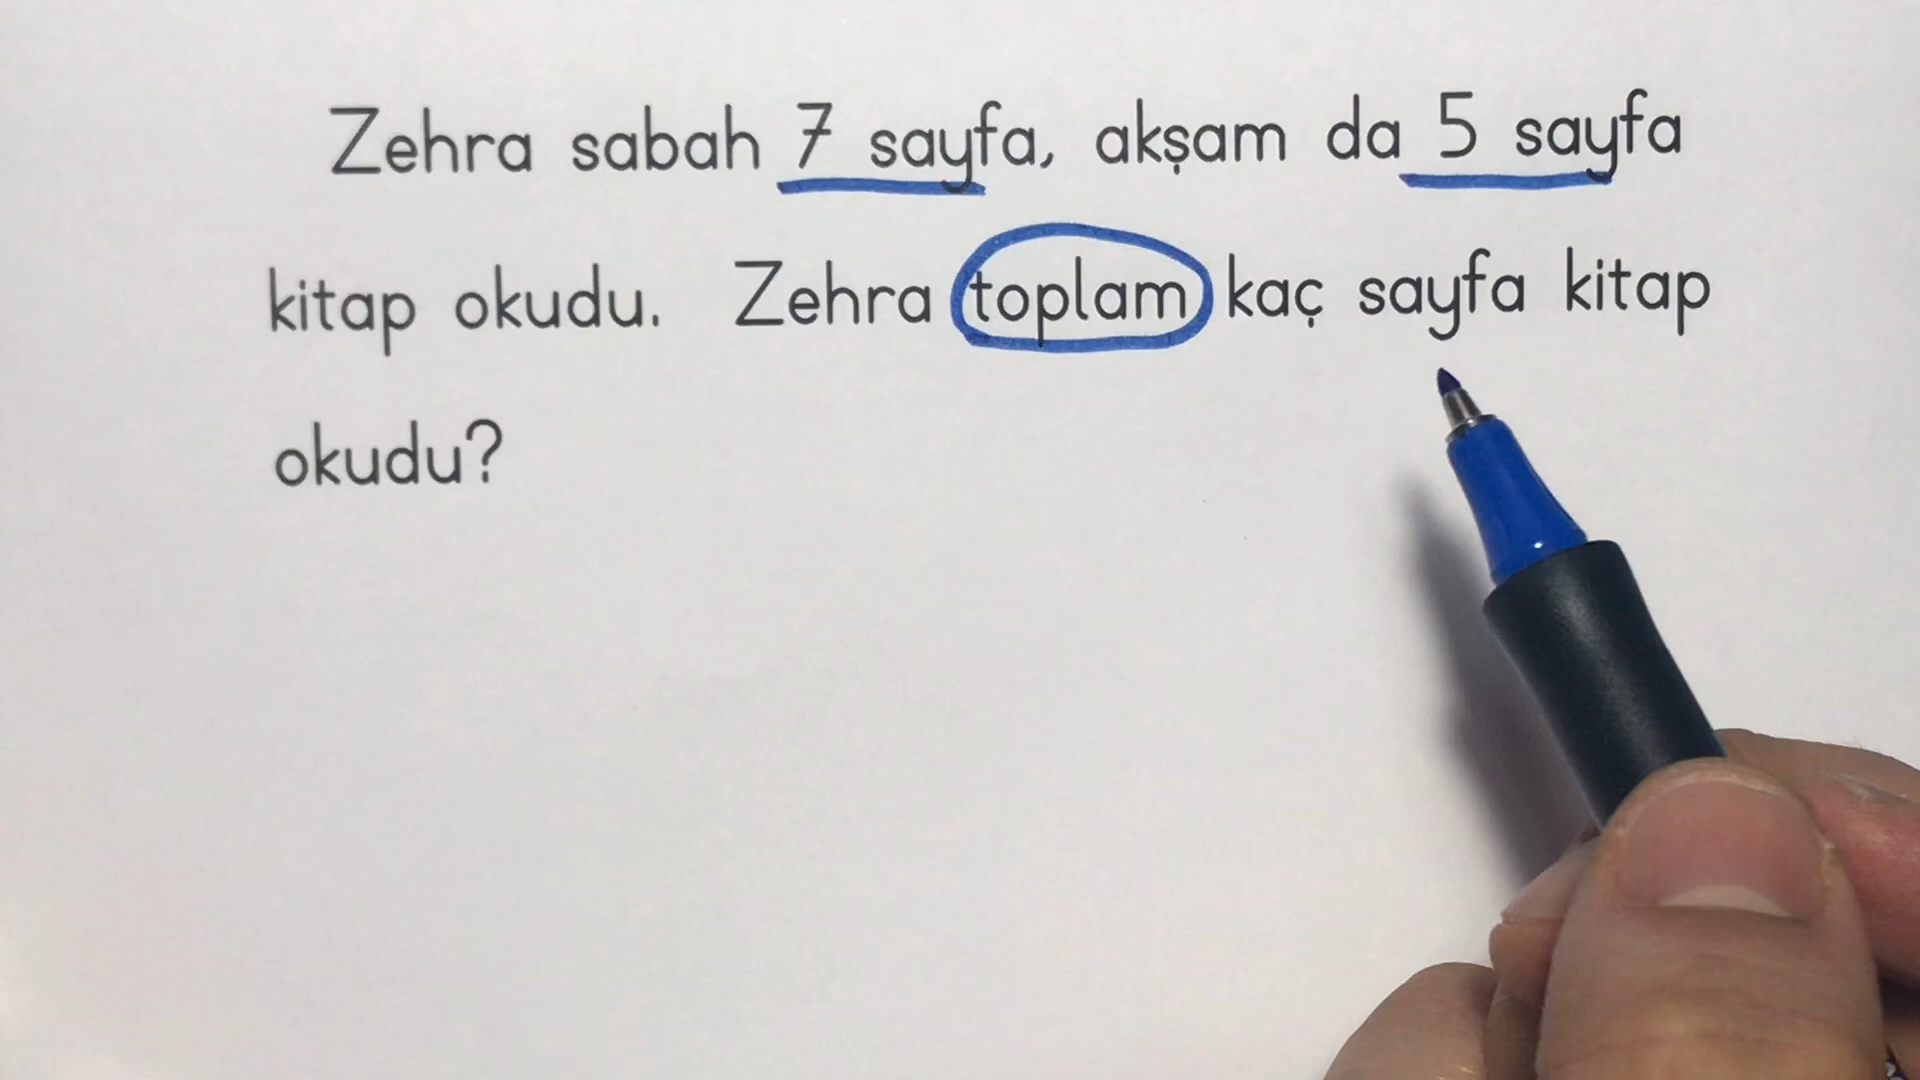 Zehra sabah 7 sayfa, akşam da 5 sayfa
kitap okudu. Zehra toplam kaç sayfa kitap
okudu?